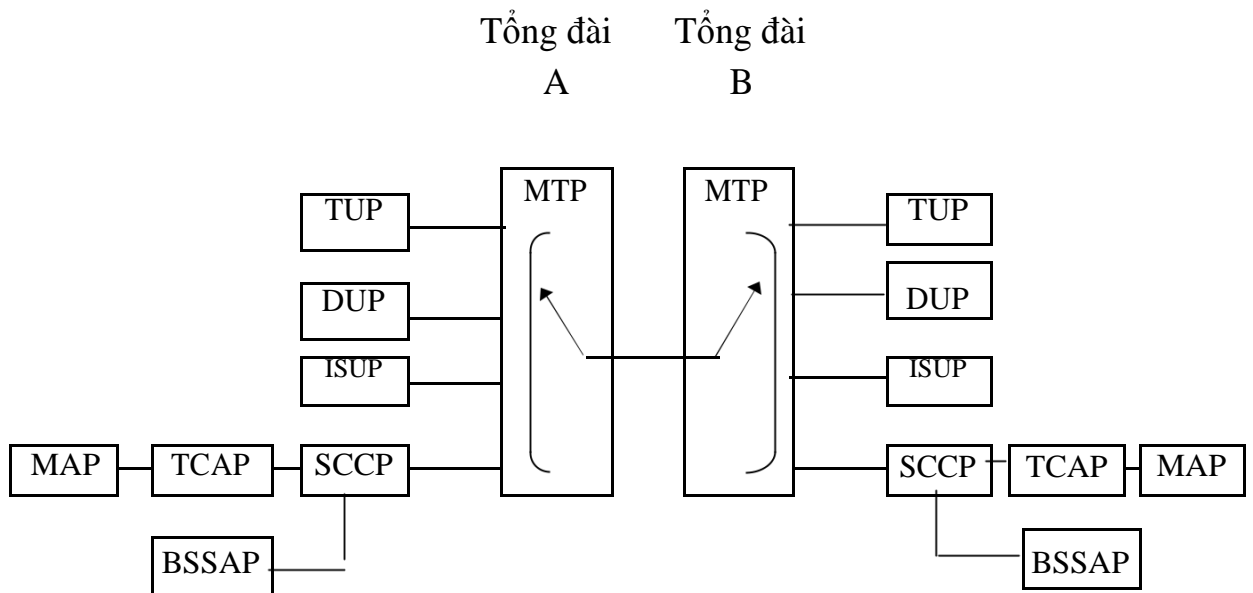 Tổng đài Tổng đài
A B
MTP MTP
TUP TUP
DUP DUP
ISUP ISUP
MAP TCAP SCCP SCCP TCAP MAP
BSSAP BSSAP